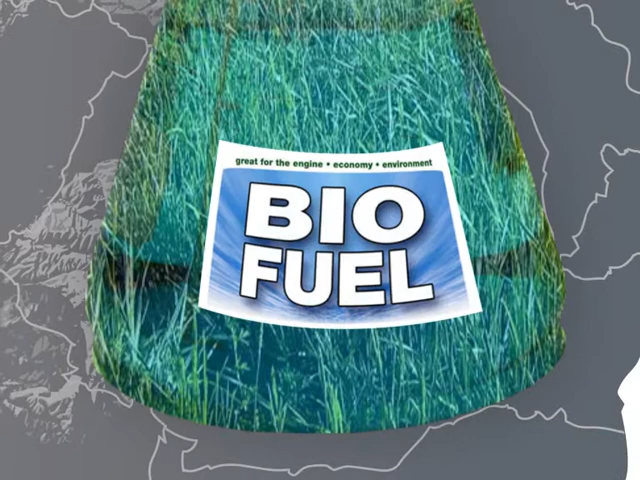 great for the engine • economy • environment
BIO
FUEL